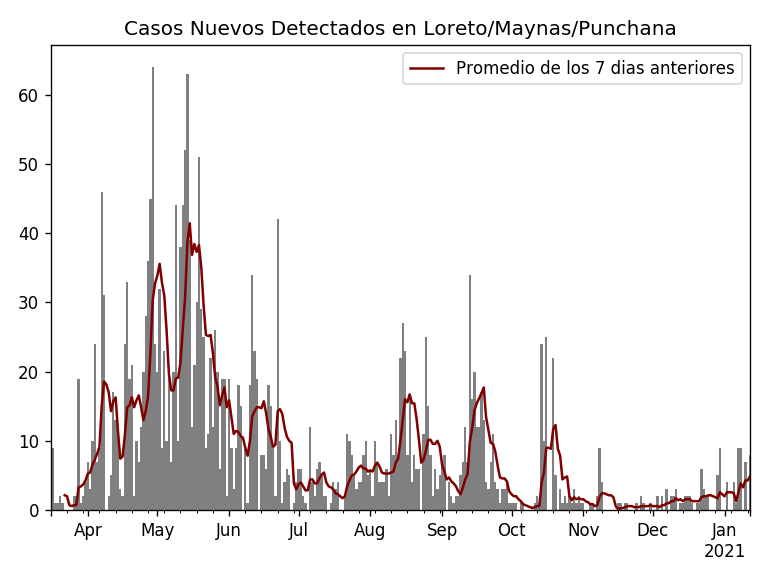 Casos Nuevos Detectados en Loreto/Maynas/Punchana
Promedio de los 7 dias anteriores
60
50
40
30
20
10
0
Apr May Jun Jul Aug Sep Oct Nov Dec Jan
2021